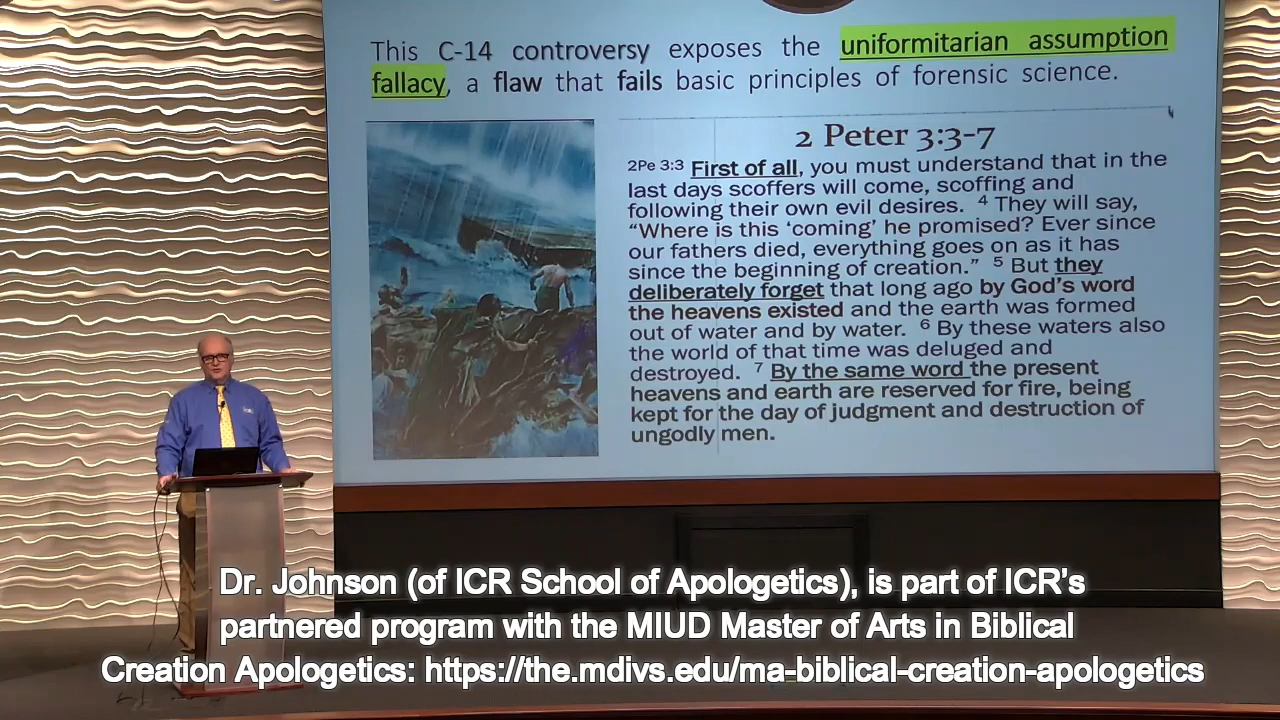 This C-14 controversy exposes the uniformitarian assumption
fallacy, a flaw that fails basic principles of forensic science.
2 Peter 3:3-7
2Pe 3:3 First of all, you must understand that in the
last days scoffers will come, scoffing and
following their own evil desires. 4 They will say,
“Where is this ‘coming’ he promised? Ever since
our fathers died, everything goes on as it has
since the beginning of creation.” 5 But they
deliberately forget that long ago by God’s word
the heavens existed and the earth was formed
out of water and by water. 6 By these waters also
the world of that time was deluged and
destroyed. 7 By the same word the present
heavens and earth are reserved for fire, being
kept for the day of judgment and destruction of
ungodly men.
Dr. Johnson (of ICR School of Apologetics), is part of ICR's
partnered program with the MIUD Master of Arts in Biblical
Creation Apologetics: https://the.mdivs.edu/ma-biblical-creation-apologetics